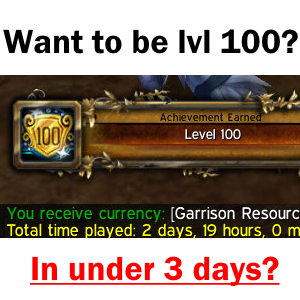 Want to be lvl 100?
100
Achievement Earned
Level 100
You receive currency: [Garrison Resourc
Total time played: 2 days, 19 hours, 0 m
In under 3 days?